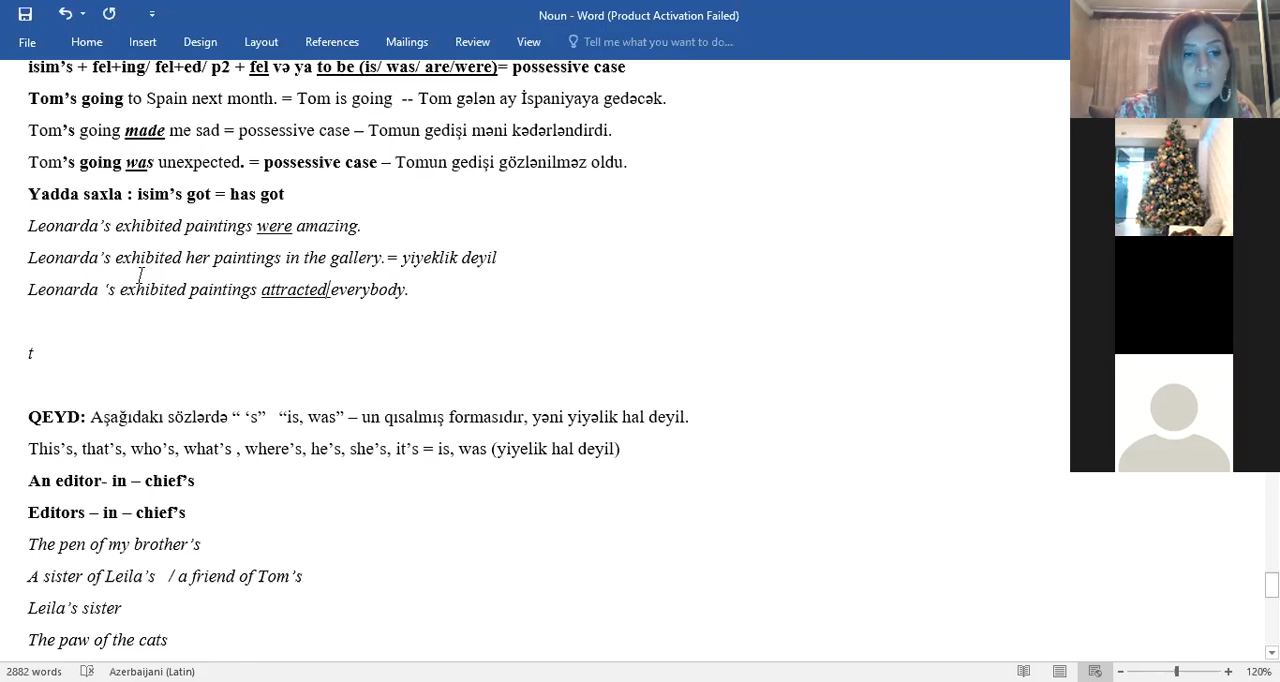 Noun - Word (Product Activation Failed)
File Home Insert Design Layout References Mailings Review View Tell me what you want to do...
isim’s + fel+ing/ fel+ed/ p2 + fel və ya to be (is/ was/ are/were)= possessive case
Tom’s going to Spain next month. = Tom is going -- Tom gələn ay İspaniyaya gedəcək.
Tom’s going made me sad = possessive case – Tomun gedişi məni kədərləndirdi.
Tom’s going was unexpected. = possessive case – Tomun gedişi gözlənilməz oldu.
Yadda saxla : isim’s got = has got
Leonarda’s exhibited paintings were amazing.
Leonarda’s exhibited her paintings in the gallery.= yiyeklik deyil
Leonarda ‘s exhibited paintings attracted everybody.
t
QEYD: Aşağıdakı sözlərdə “ ‘s” “is, was” – un qısalmış formasıdır, yəni yiyəlik hal deyil.
This’s, that’s, who’s, what’s , where’s, he’s, she’s, it’s = is, was (yiyelik hal deyil)
An editor- in – chief’s
Editors – in – chief’s
The pen of my brother’s
A sister of Leila’s / a friend of Tom’s
Leila’s sister
The paw of the cats
2882 words Azerbaijani (Latin) 120%